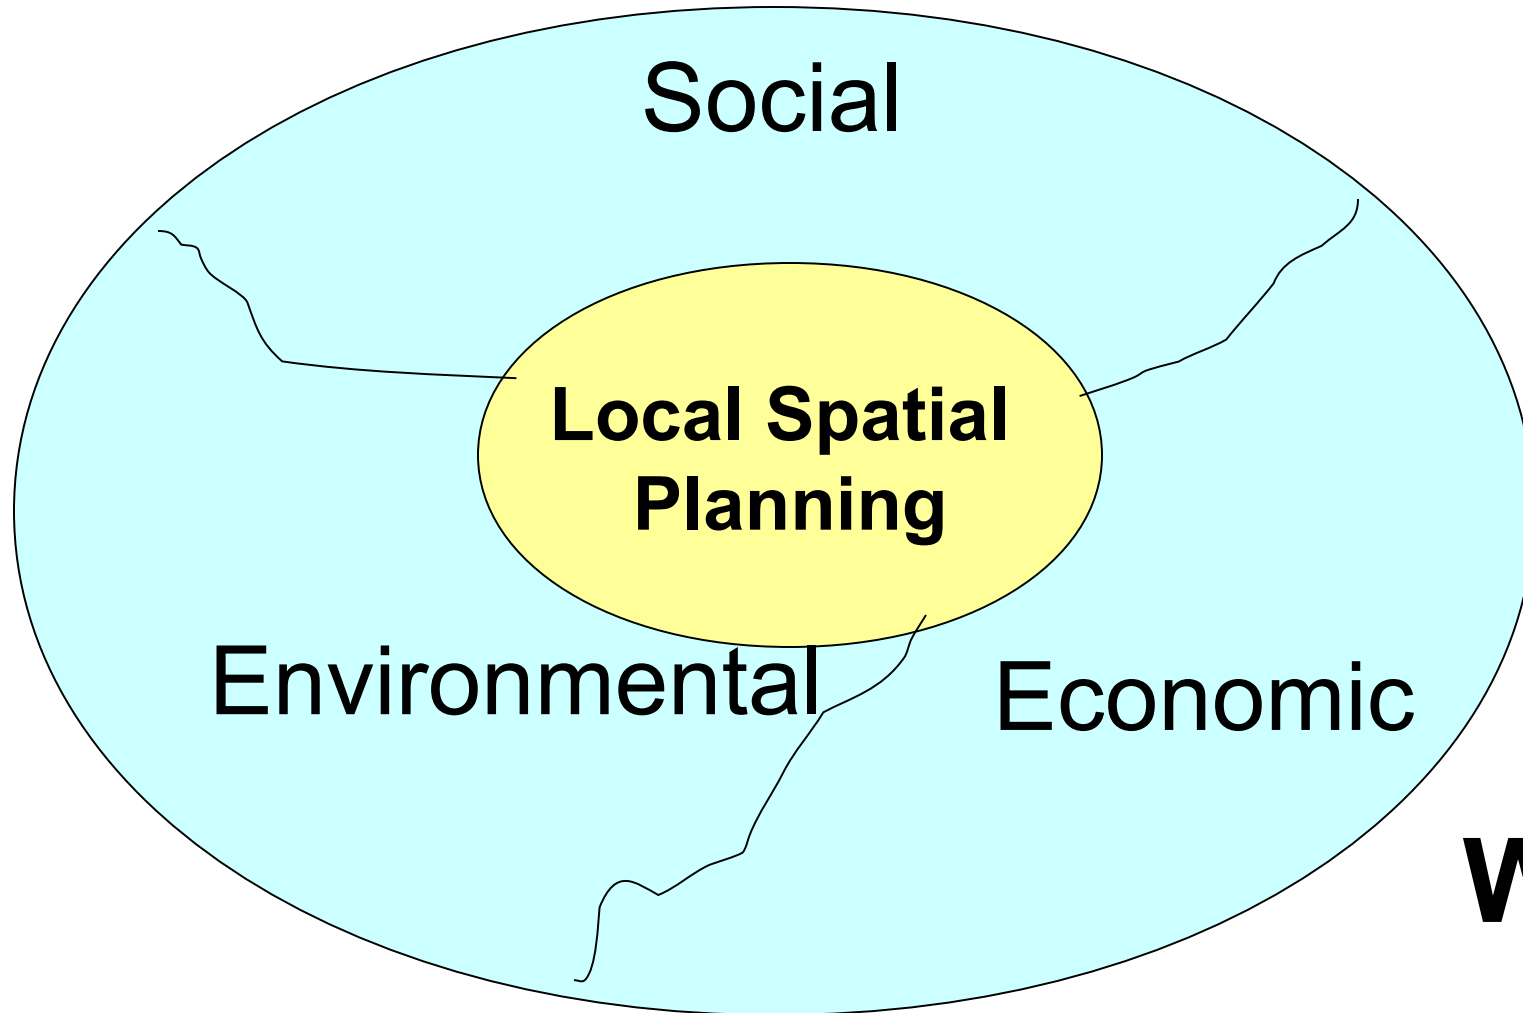 Social
Local Spatial
Planning
Environmental
Economic